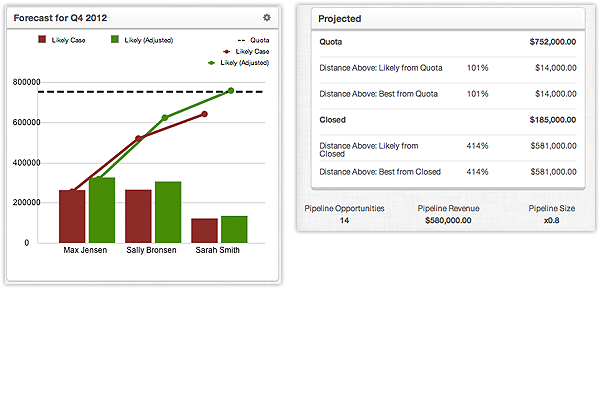 Forecast for Q4 2012
Likely Case
Likely (Adjusted)
Quota
Likely Case
Likely (Adjusted)
800000
600000
400000
200000
0
Max Jensen
Sally Bronsen
Sarah Smith
Projected
Quota $752,000.00
Distance Above: Likely from Quota 101% $14,000.00
Distance Above: Best from Quota 101% $14,000.00
Closed $185,000.00
Distance Above: Likely from
Closed 414% $581,000.00
Distance Above: Best from Closed 414% $581,000.00
Pipeline Opportunities
14
Pipeline Revenue
$580,000.00
Pipeline Size
x0.8